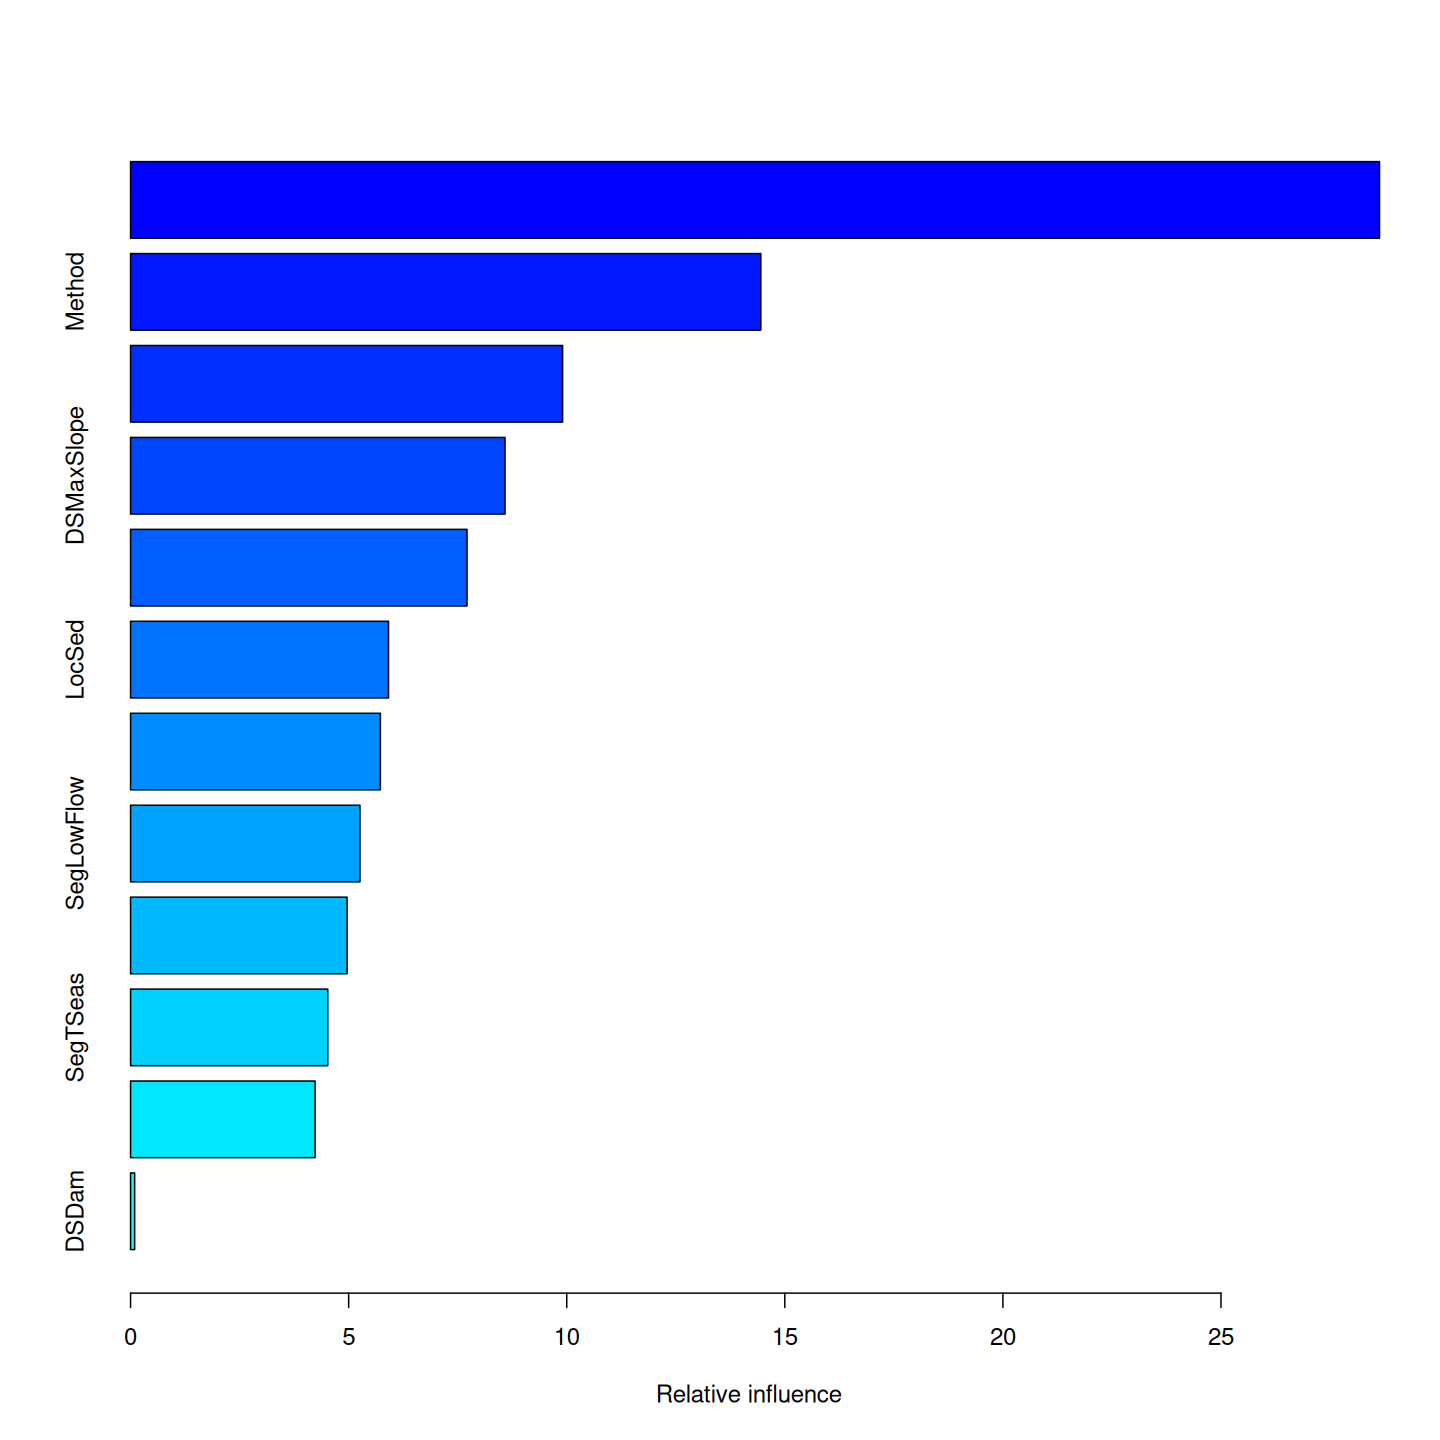 Method
DSMaxSlope
LocSed
SegLowFlow
SegTSeas
DSDam
0 5 10 15 20 25
Relative influence